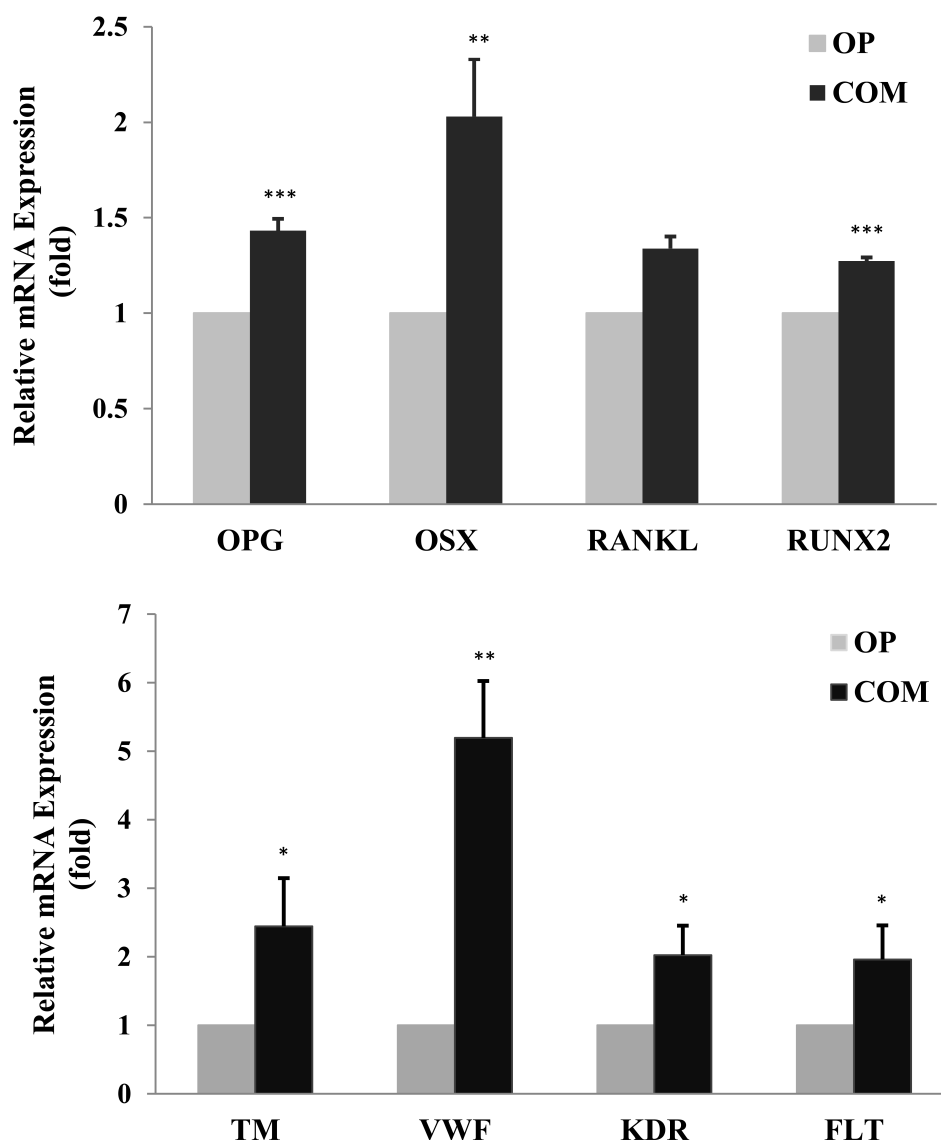 Relative mRNA Expression
(fold)
2.5
2
1.5
1
0.5
0
OP
COM
***
**
***
OPG OSX RANKL RUNX2
Relative mRNA Expression
(fold)
7
6
5
4
3
2
1
0
OP
COM
*
**
*
*
TM VWF KDR FLT